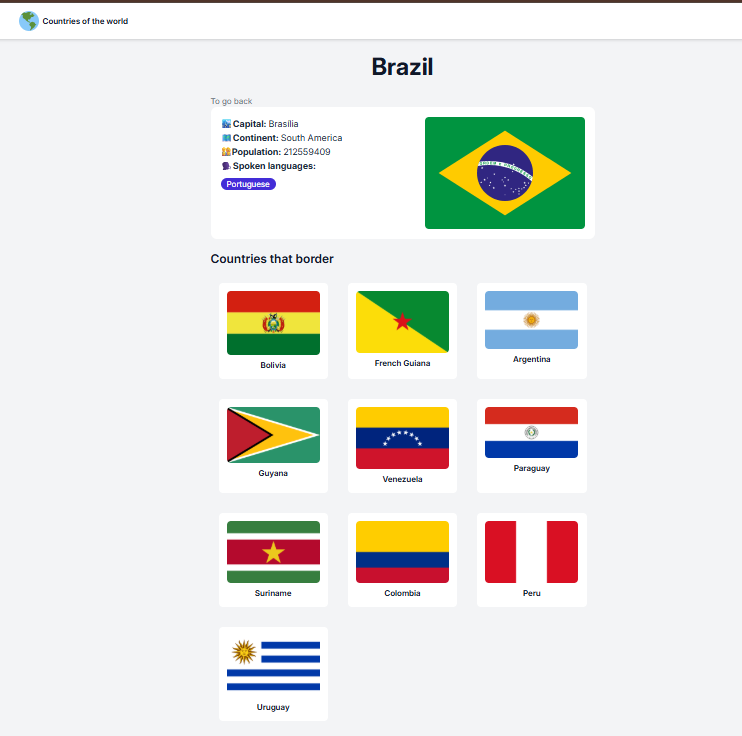 Countries of the world
Brazil
To go back
Capital: Brasília
Continent: South America
Population: 212559409
Spoken languages:
Portuguese
Countries that border
Bolivia
French Guiana
Argentina
Guyana
Venezuela
Paraguay
Suriname
Colombia
Peru
Uruguay